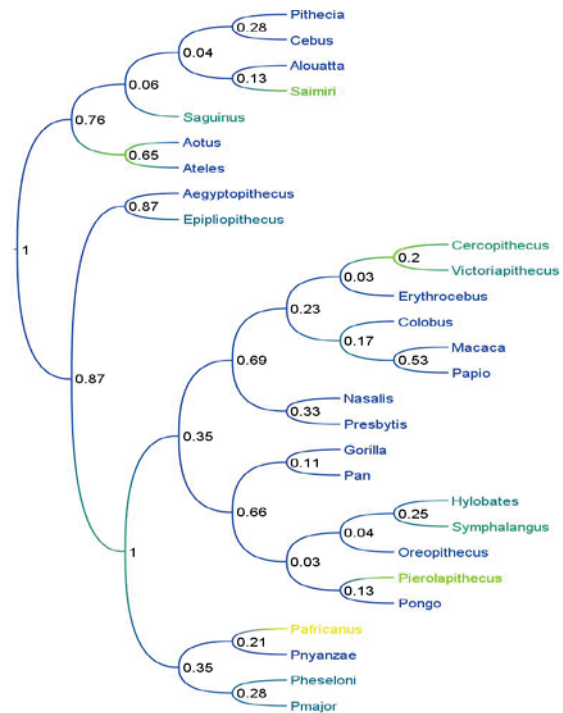 Pithecia
0.28
Cebus
0.04
Alouatta
0.13
Saimiri
0.06
Saguinus
0.76
Aotus
0.65
Ateles
Aegyptopithecus
0.87
Epipliopithecus
1
Cercopithecus
0.2
Victoriapithecus
0.03
Erythrocebus
0.23
Colobus
0.17
Macaca
0.53
Papio
0.69
0.87
Nasalis
0.33
Presbytis
0.35
Gorilla
0.11
Pan
0.66
Hylobates
0.25
Symphalangus
0.04
Oreopithecus
1
0.03
Pierolapithecus
0.13
Pongo
Pafricanus
0.21
Pnyanzae
0.35
Pheseloni
0.28
Pmajor